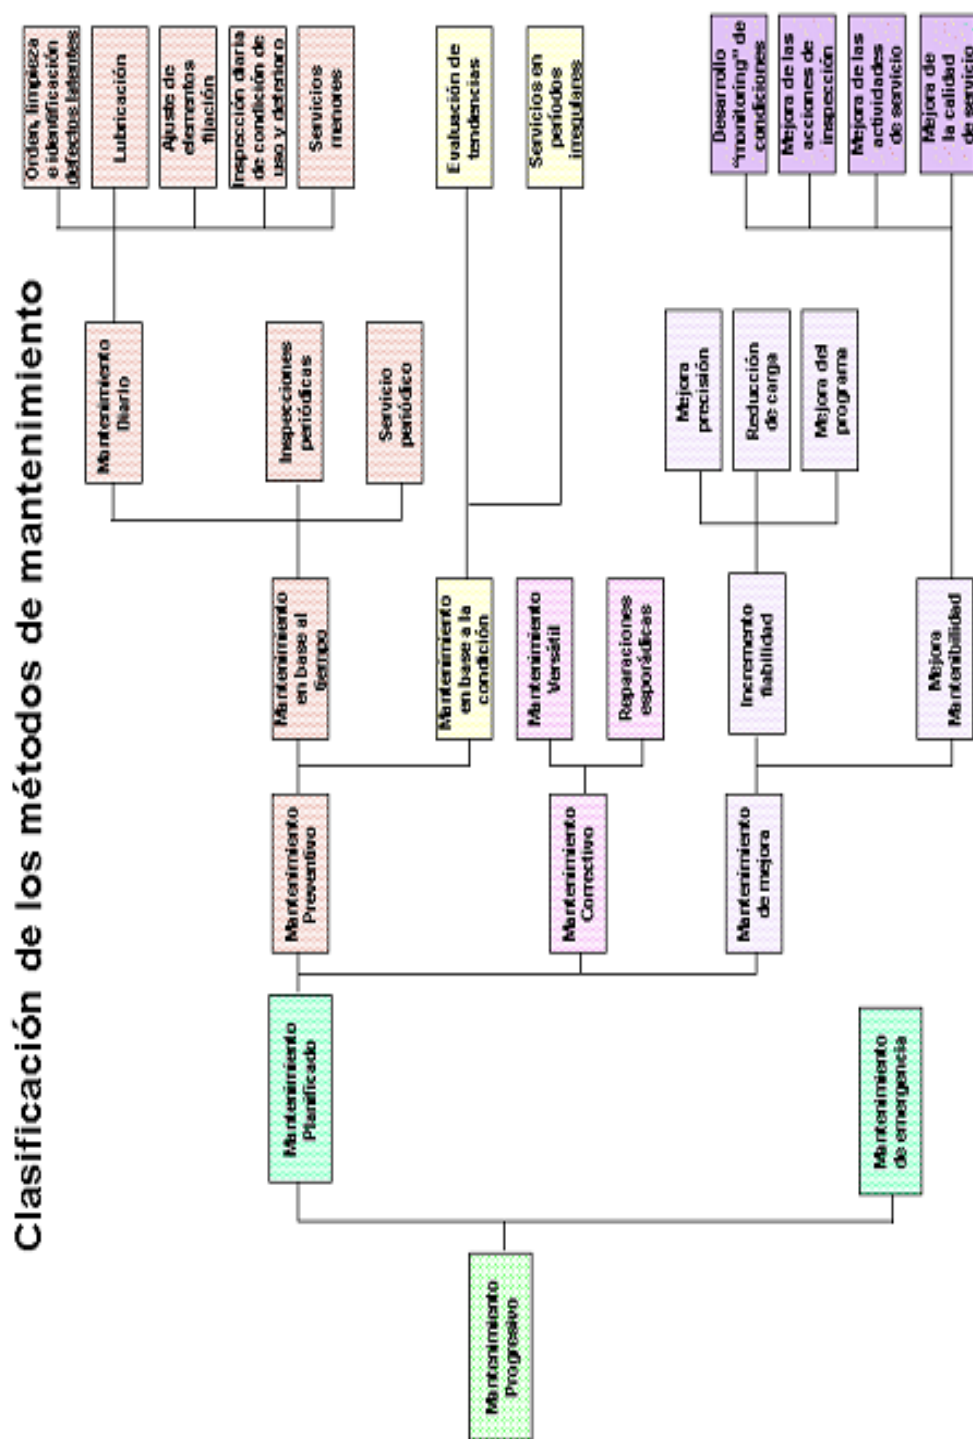 Clasificación de los métodos de mantenimiento
Mantenimiento
Progresivo
Mantenimiento
Planificado
Mantenimiento
de emergencia
Mantenimiento
Preventivo
Mantenimiento
Correctivo
Mantenimiento
de mejora
Mantenimiento
en base al
tiempo
Mantenimiento
en base a la
condición
Mantenimiento
Versátil
Reparaciones
esporádicas
Incremento
fiabilidad
Mejora
Mantenibilidad
Mantenimiento
Diario
Inspecciones
periódicas
Servicio
periódico
Mejora
precisión
Reducción
de carga
Mejora del
programa
Orden, limpieza
e identificación
defectos latentes
Lubricación
Ajuste de
elementos
fijación
Inspección diaria
de condición de
uso y deterioro
Servicios
menores
Evaluación de
tendencias
Servicios en
períodos
irregulares
Desarrollo
"monitoring" de
condiciones
Mejora de las
acciones de
inspección
Mejora de las
actividades
de servicio
Mejora de
la calidad
de servicio